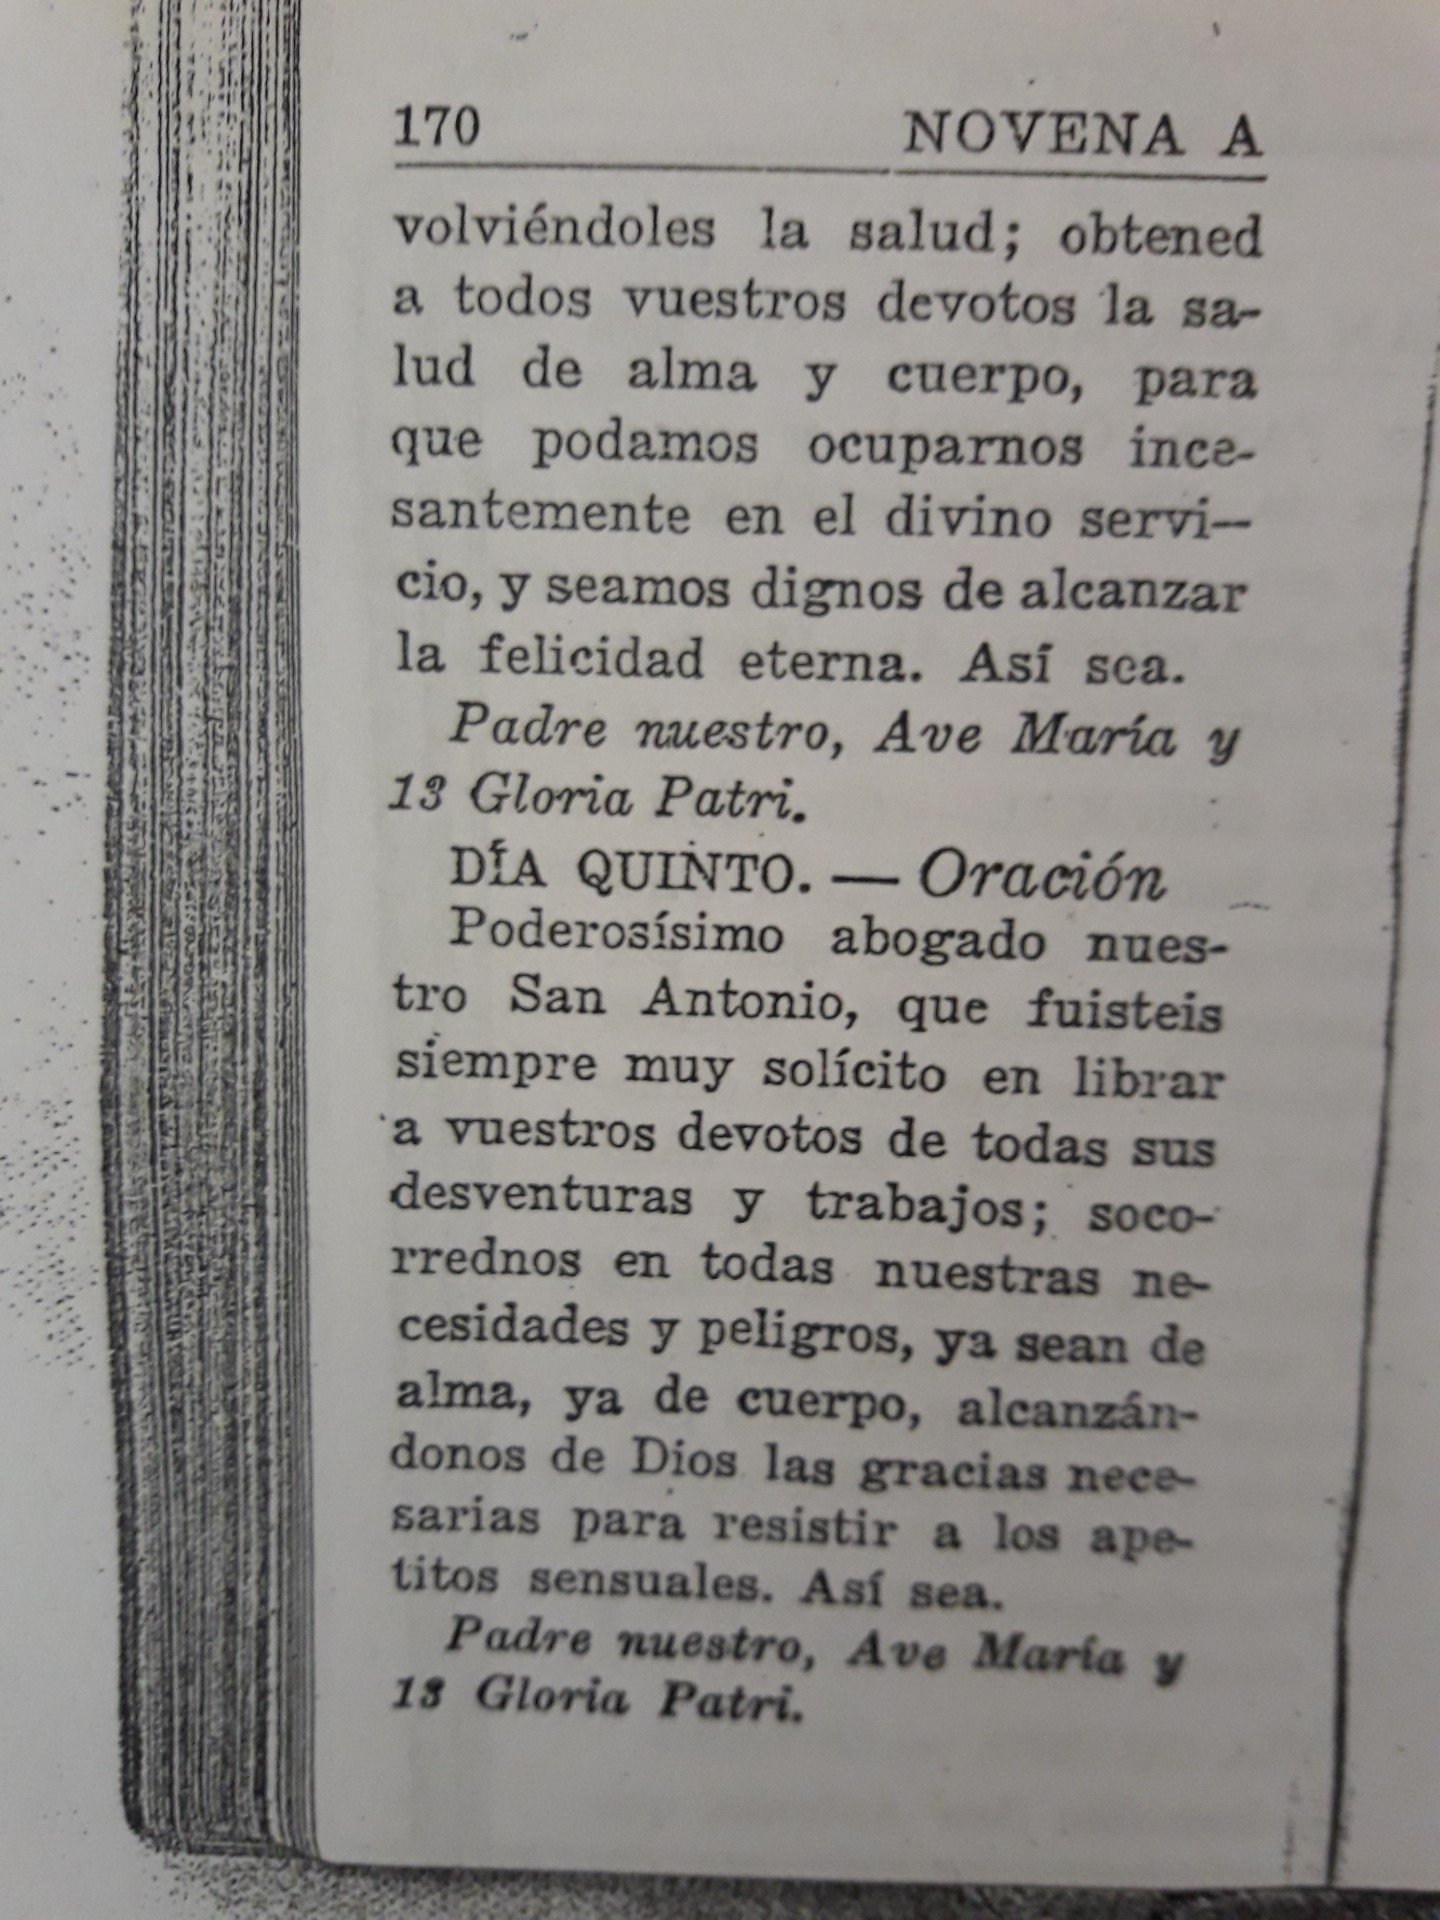 170 NOVENA A
volviéndoles la salud; obtened
a todos vuestros devotos la sa-
lud de alma y cuerpo, para
que podamos ocuparnos ince-
santemente en el divino servi-
cio, y seamos dignos de alcanzar
la felicidad eterna. Así sea.
Padre nuestro, Ave María y
13 Gloria Patri.
DÍA QUINTO. — Oración
Poderosísimo abogado nues-
tro San Antonio, que fuisteis
siempre muy solícito en librar
a vuestros devotos de todas sus
desventuras y trabajos; soco-
rrednos en todas nuestras ne-
cesidades y peligros, ya sean de
alma, ya de cuerpo, alcanzán-
donos de Dios las gracias nece-
sarias para resistir a los ape-
titos sensuales. Así sea.
Padre nuestro, Ave María y
13 Gloria Patri.